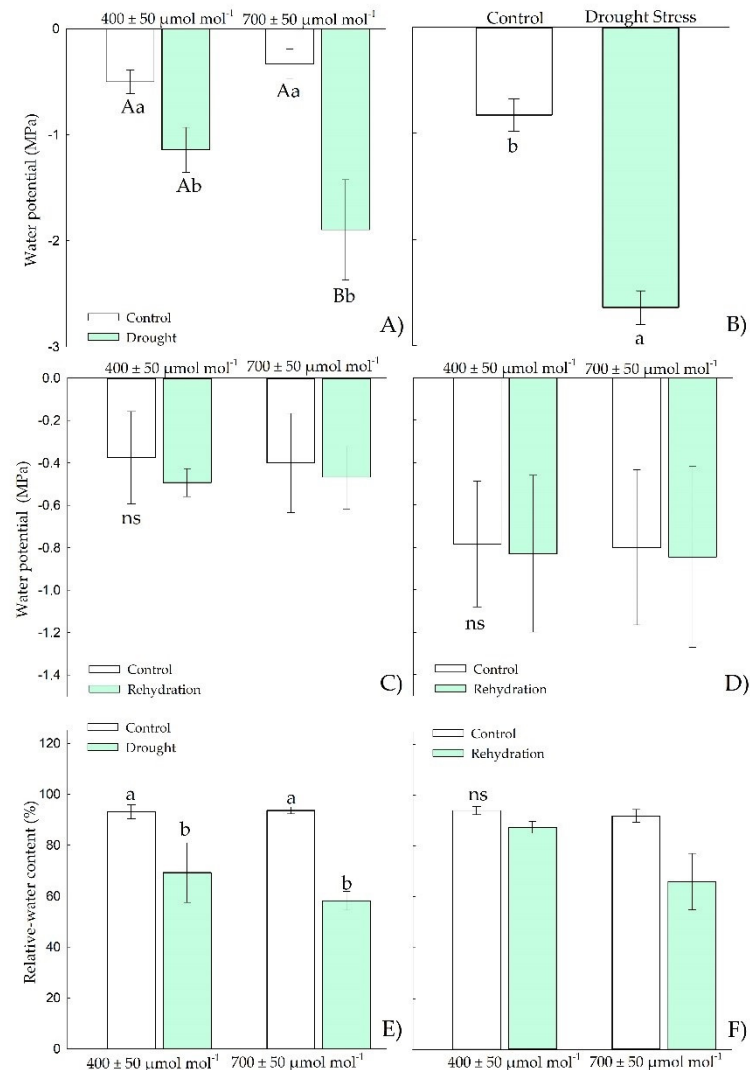 400 ± 50 µmol mol-1
700 ± 50 µmol mol-1
0
-1
-2
-3
Water potential (MPa)
Aa
Ab
Aa
Bb
Control
Drought
A)
Control
Drought Stress
b
a
B)
400 ± 50 µmol mol-1
700 ± 50 µmol mol-1
0.0
-0.2
-0.4
-0.6
-0.8
-1.0
-1.2
-1.4
Water potential (MPa)
ns
Control
Rehydration
C)
400 ± 50 µmol mol-1
700 ± 50 µmol mol-1
ns
Control
Rehydration
D)
Control
Drought
120
100
80
60
40
20
0
Relative-water content (%)
a
b
a
b
E)
400 ± 50 µmol mol-1
700 ± 50 µmol mol-1
Control
Rehydration
ns
F)
400 ± 50 µmol mol-1
700 ± 50 µmol mol-1